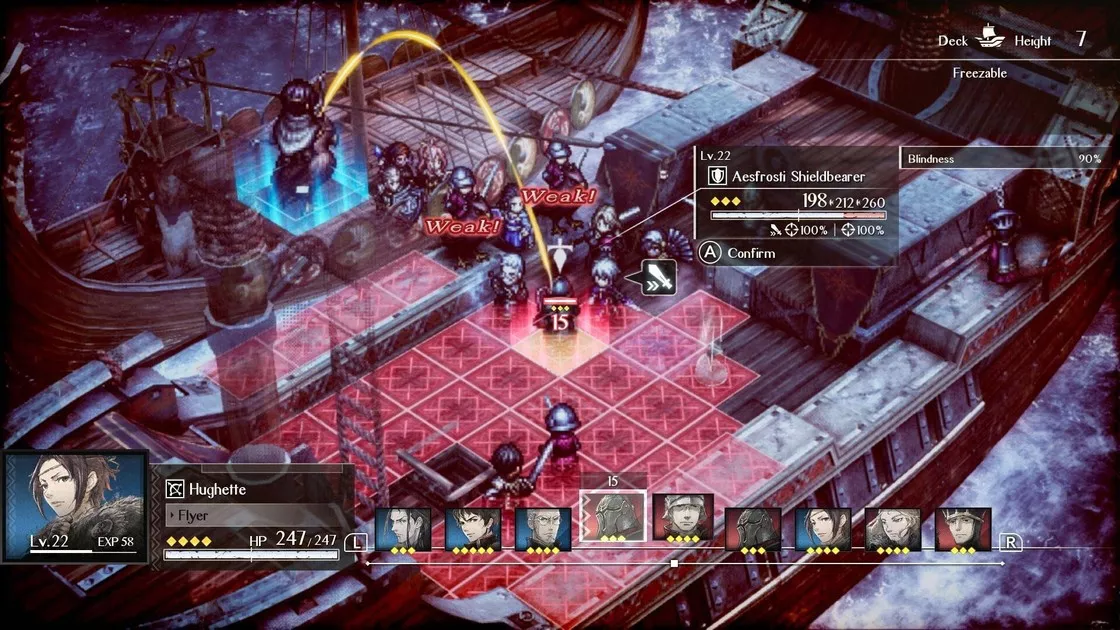 Deck Height 7
Freezable
Lv.22
Blindness 90%
Aesfrosti Shieldbearer
198+212+260
100% | 100%
A Confirm
Weak!
Weak!
15
Hughette
Flyer
Lv.22 EXP 58
HP 247/247
L
15
R